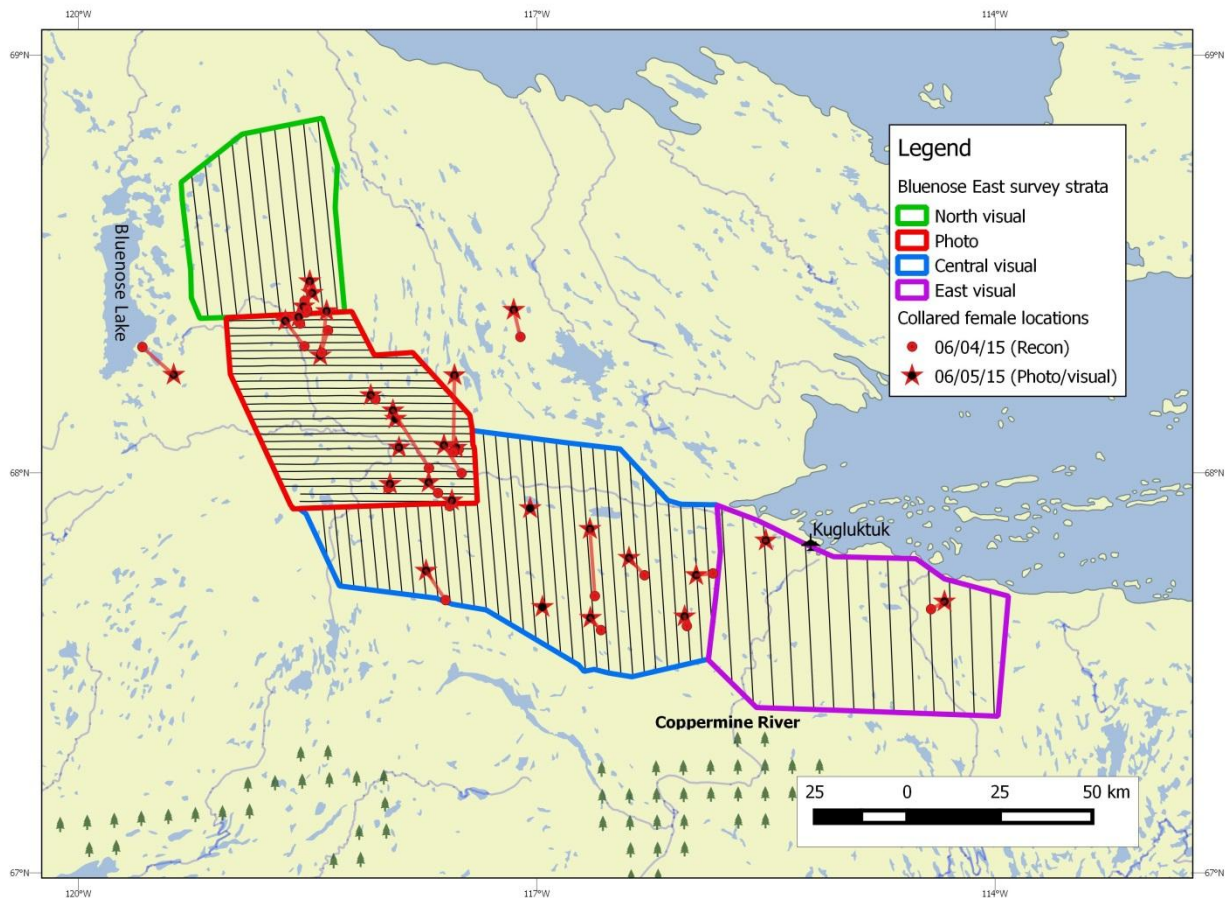 120°W 117°W 114°W
69°N 69°N
Legend
Bluenose East survey strata
North visual
Photo
Central visual
East visual
Collared female locations
06/04/15 (Recon)
06/05/15 (Photo/visual)
Bluenose Lake
68°N 68°N
Kugluktuk
Coppermine River
25 0 25 50 km
67°N 67°N
120°W 117°W 114°W